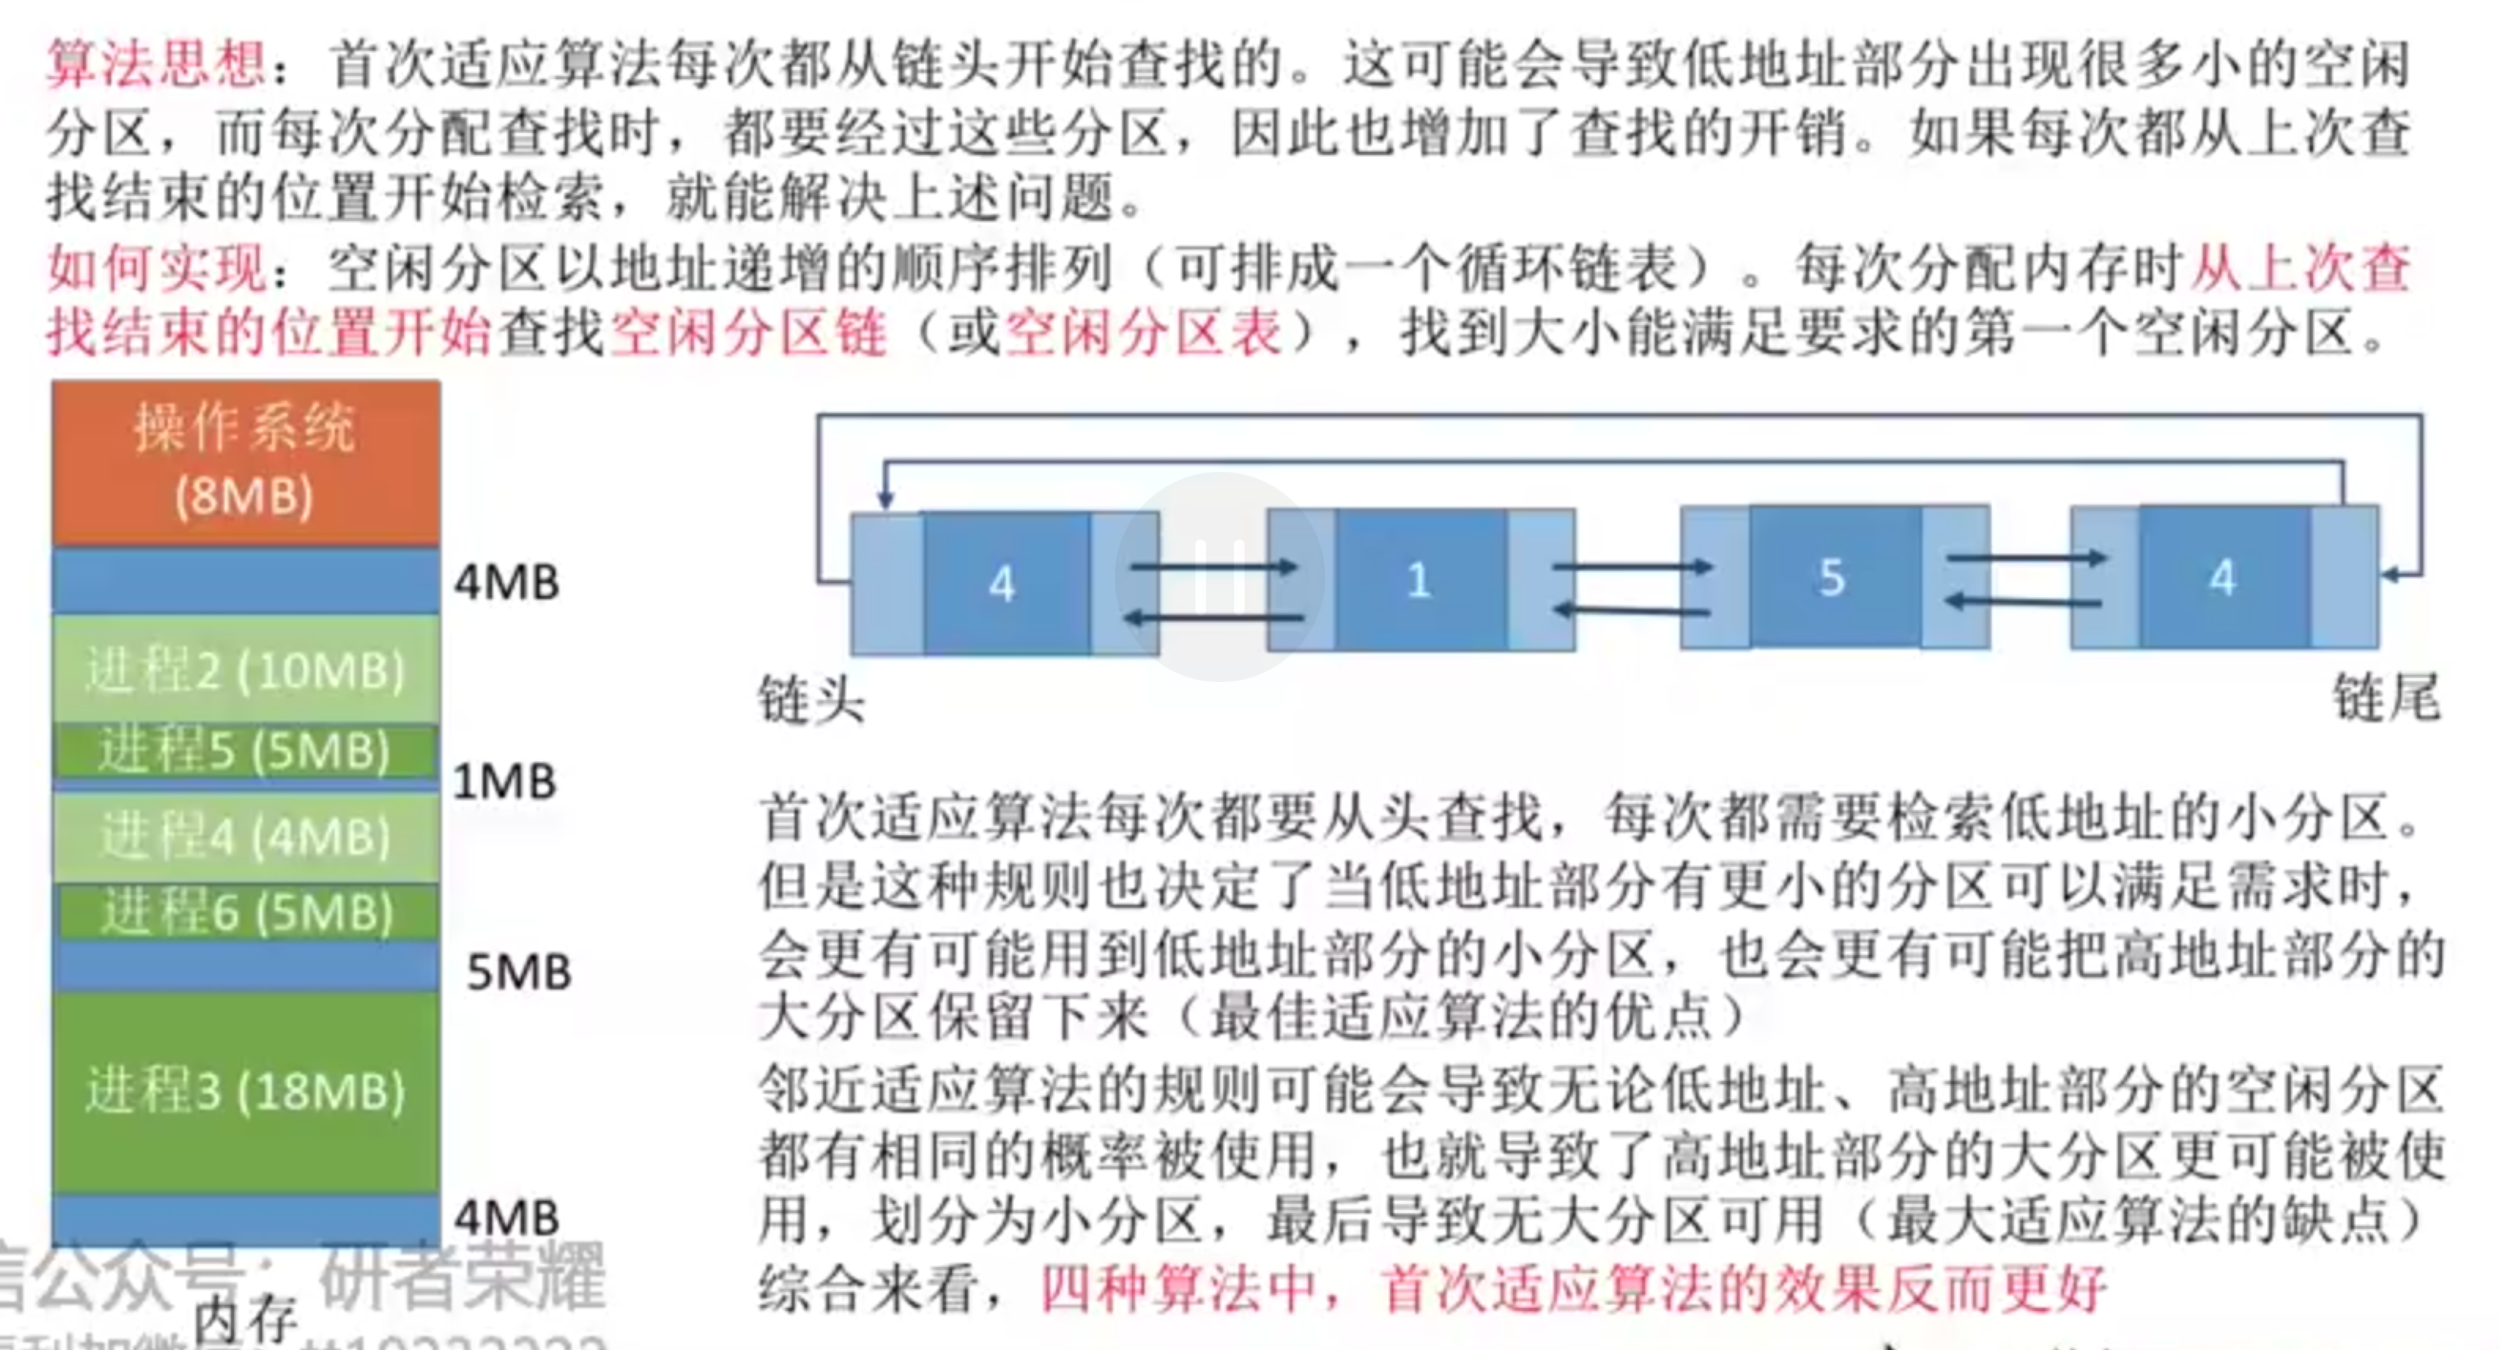 算法思想：首次适应算法每次都从链头开始查找的。这可能会导致低地址部分出现很多小的空闲
分区，而每次分配查找时，都要经过这些分区，因此也增加了查找的开销。如果每次都从上次查
找结束的位置开始检索，就能解决上述问题。
如何实现：空闲分区以地址递增的顺序排列（可排成一个循环链表）。每次分配内存时从上次查
找结束的位置开始查找空闲分区链（或空闲分区表），找到大小能满足要求的第一个空闲分区。
操作系统
(8MB)
4MB
进程2 (10MB)
进程5 (5MB)
1MB
进程4 (4MB)
进程6 (5MB)
5MB
进程3 (18MB)
4MB
内存
4
1
5
4
链头
链尾
首次适应算法每次都要从头查找，每次都需要检索低地址的小分区。
但是这种规则也决定了当低地址部分有更小的分区可以满足需求时，
会更有可能用到低地址部分的小分区，也会更有可能把高地址部分的
大分区保留下来（最佳适应算法的优点）
邻近适应算法的规则可能会导致无论低地址、高地址部分的空闲分区
都有相同的概率被使用，也就导致了高地址部分的大分区更可能被使
用，划分为小分区，最后导致无大分区可用（最大适应算法的缺点）
综合来看，四种算法中，首次适应算法的效果反而更好
信公众号：研者荣耀